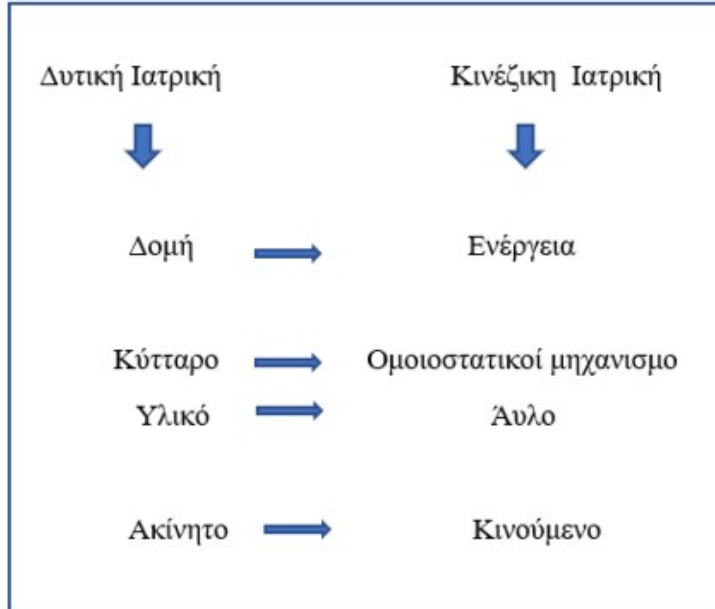 Δυτική Ιατρική Κινέζικη Ιατρική
Δομή Ενέργεια
Κύτταρο Ομοιοστατικοί μηχανισμο
Υλικό Άυλο
Ακίνητο Κινούμενο